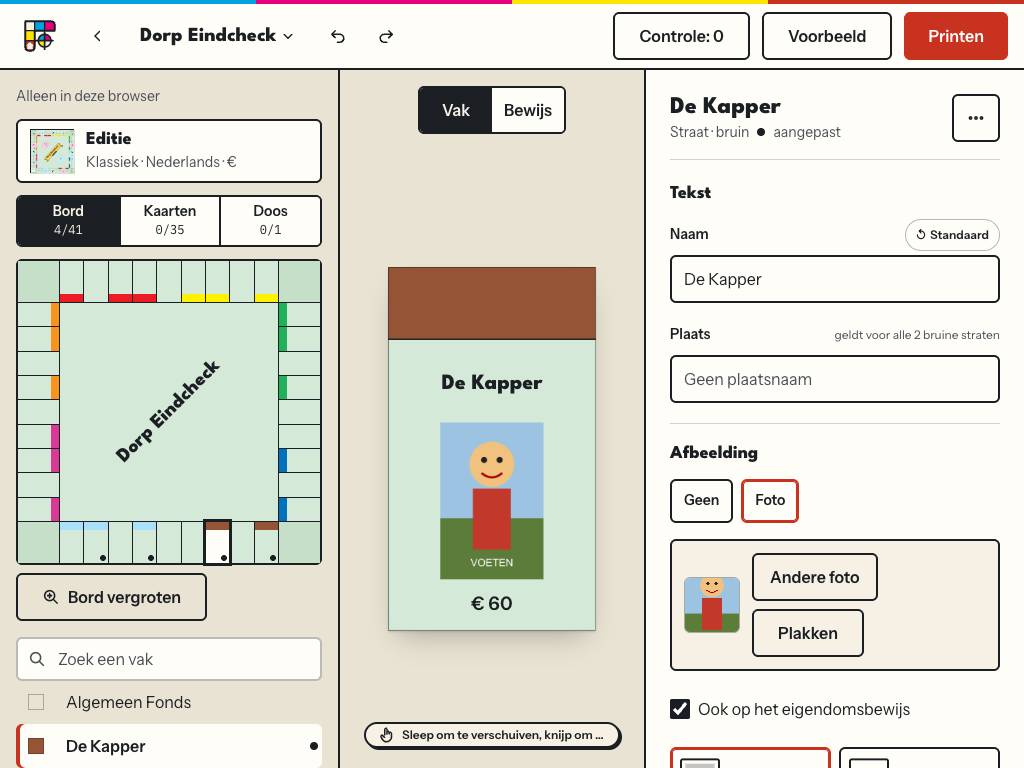 Dorp Eindcheck
Controle: 0
Voorbeeld
Printen
Alleen in deze browser
Editie
Klassiek · Nederlands · €
Bord
4/41
Kaarten
0/35
Doos
0/1
Dorp Eindcheck
Bord vergroten
Zoek een vak
Algemeen Fonds
De Kapper
Vak
Bewijs
De Kapper
VOETEN
€ 60
Sleep om te verschuiven, knijp om ...
De Kapper
Straat · bruin ● aangepast
Tekst
Naam
Standaard
De Kapper
Plaats
geldt voor alle 2 bruine straten
Geen plaatsnaam
Afbeelding
Geen
Foto
Andere foto
Plakken
Ook op het eigendomsbewijs